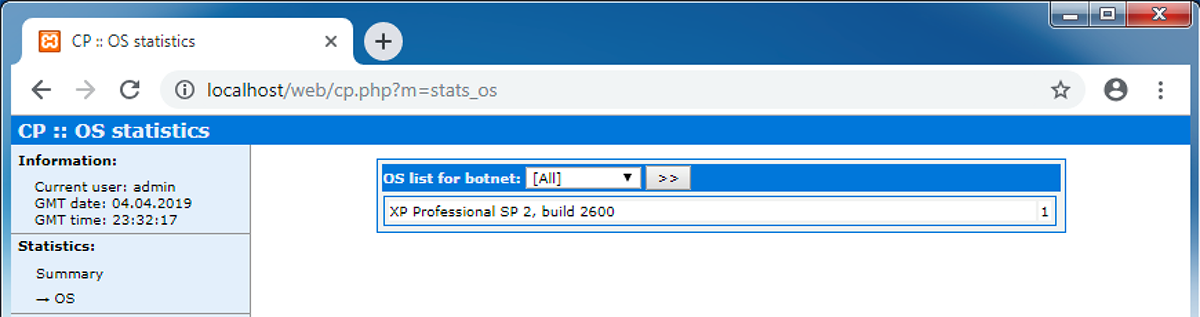 CP :: OS statistics
localhost/web/cp.php?m=stats_os
CP :: OS statistics
Information:
Current user: admin
GMT date: 04.04.2019
GMT time: 23:32:17
Statistics:
Summary
→ OS
OS list for botnet: [All] >>
XP Professional SP 2, build 2600 1